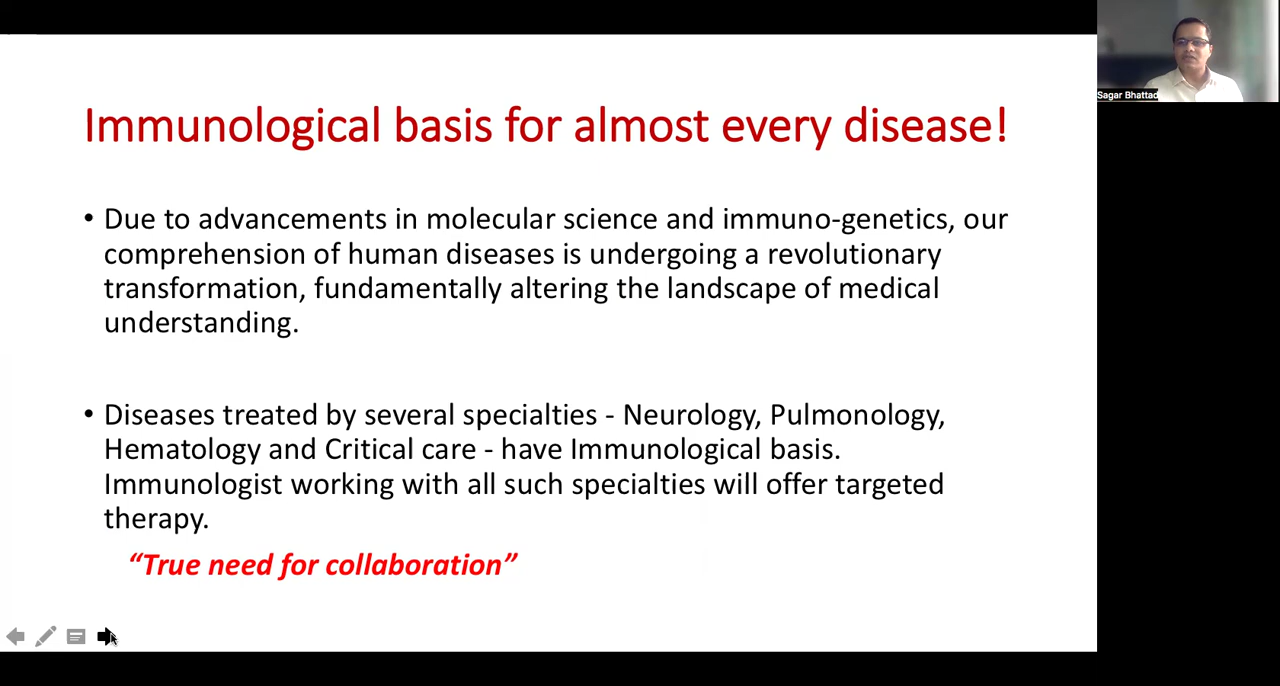 Immunological basis for almost every disease!
• Due to advancements in molecular science and immuno-genetics, our
comprehension of human diseases is undergoing a revolutionary
transformation, fundamentally altering the landscape of medical
understanding.
• Diseases treated by several specialties - Neurology, Pulmonology,
Hematology and Critical care - have Immunological basis.
Immunologist working with all such specialties will offer targeted
therapy.
“True need for collaboration”
Sagar Bhattad